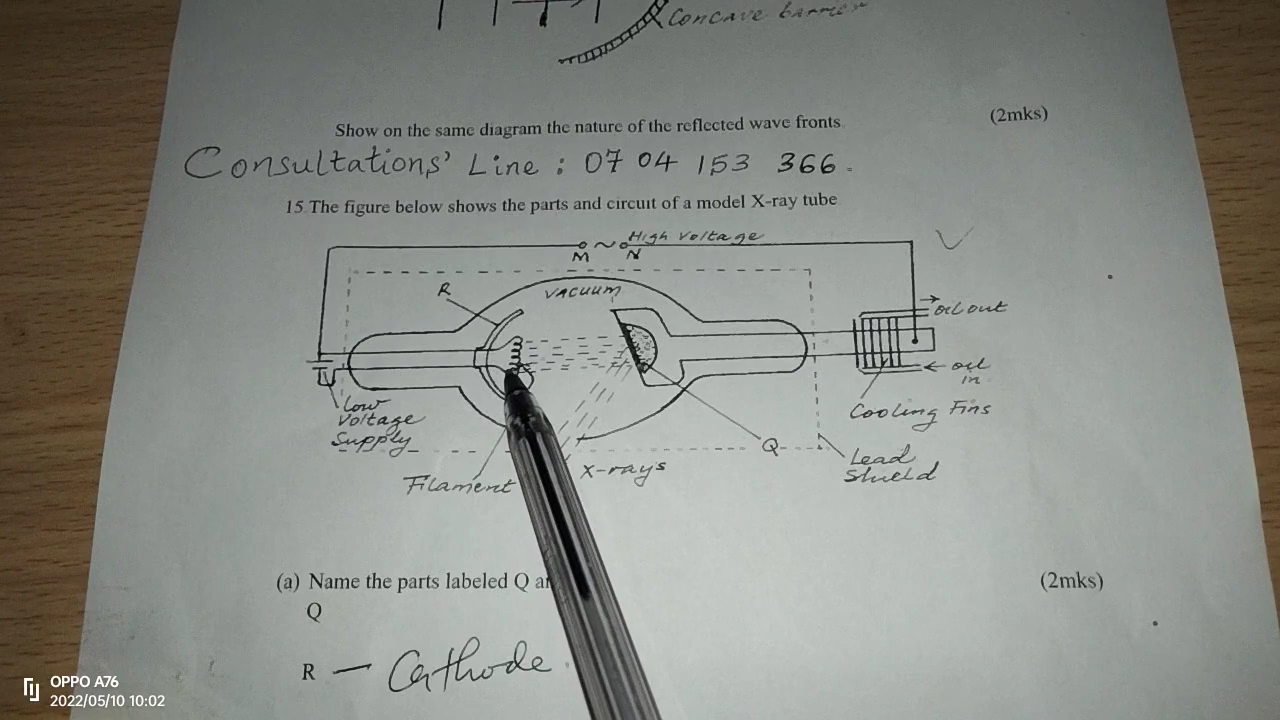 Concave barrier
Show on the same diagram the nature of the reflected wave fronts (2mks)
Consultations' Line : 0704 153 366.
15 The figure below shows the parts and circuit of a model X-ray tube
High Voltage
M N
R
VACUUM
oil out
oil in
Low Voltage Supply
Cooling Fins
Q
Lead Shield
X-rays
Filament
(a) Name the parts labeled Q (2mks)
Q
R — Cathode
OPPO A76
2022/05/10 10:02